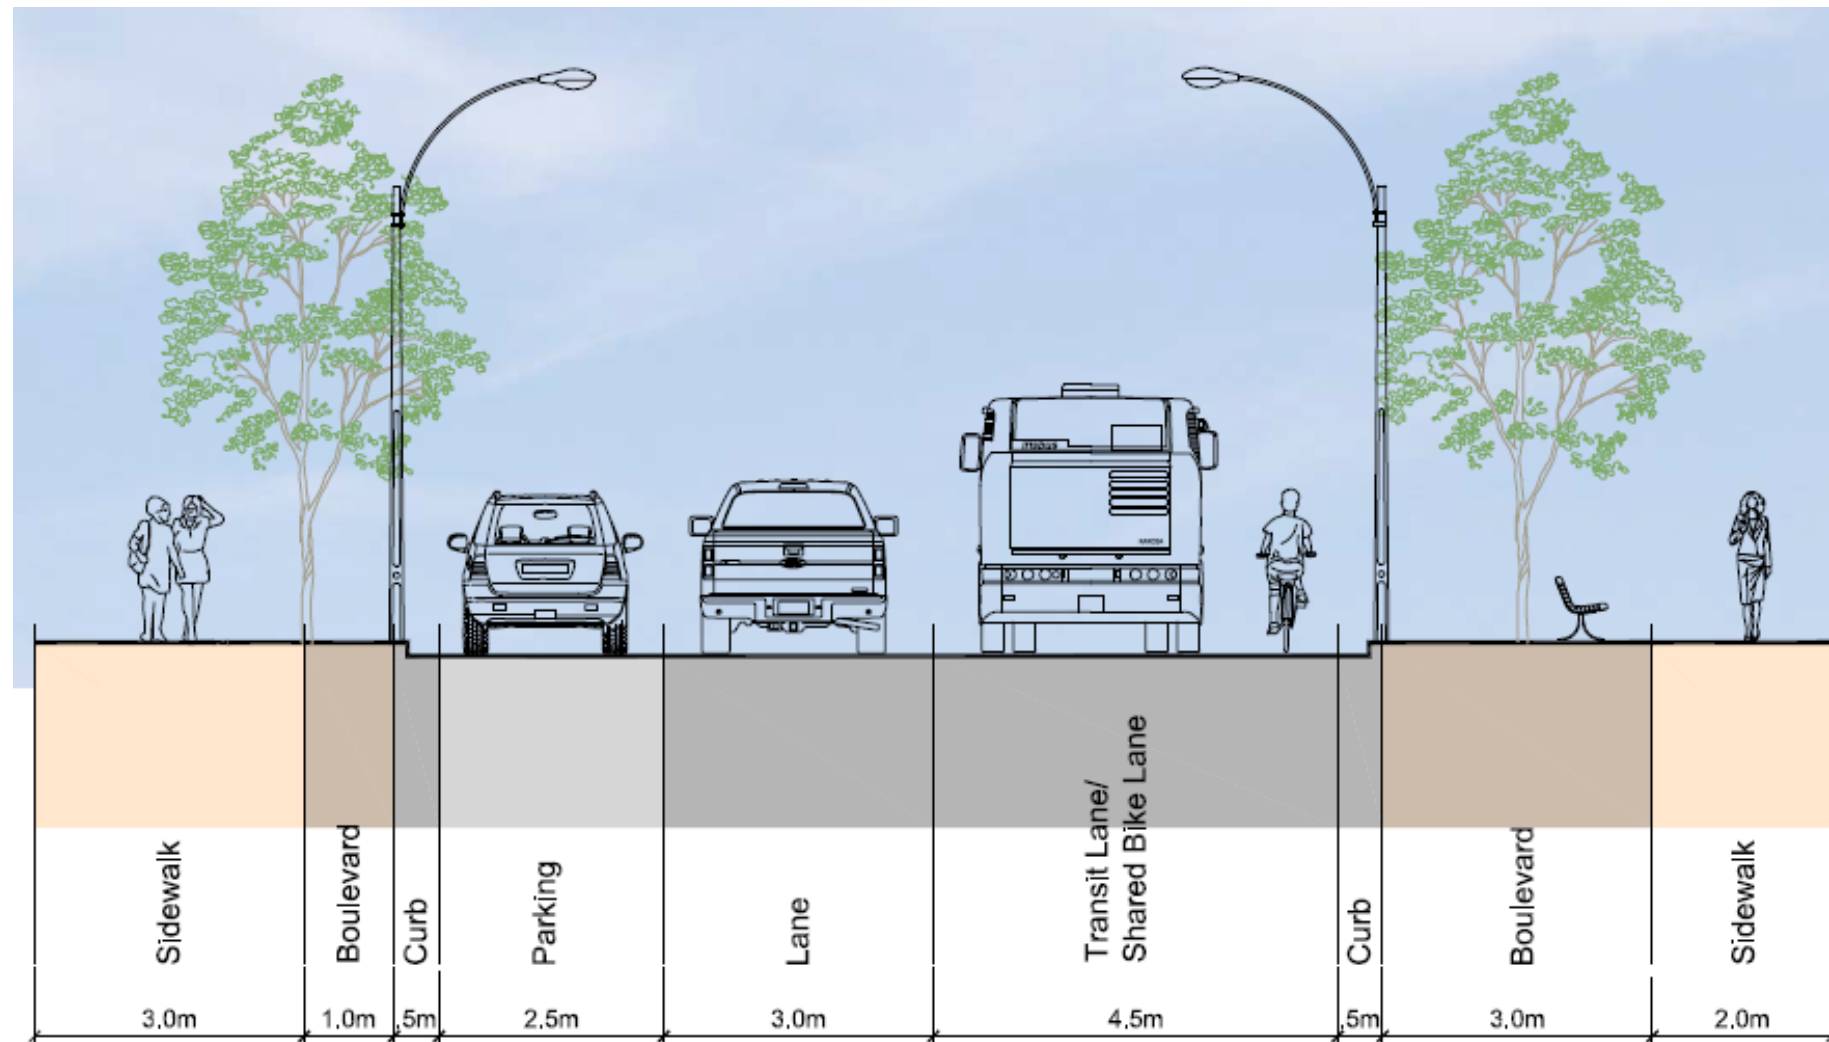 Sidewalk
Boulevard
Curb
Parking
Lane
Transit Lane/
Shared Bike Lane
Curb
Boulevard
Sidewalk
3.0m
1.0m
.5m
2.5m
3.0m
4.5m
.5m
3.0m
2.0m